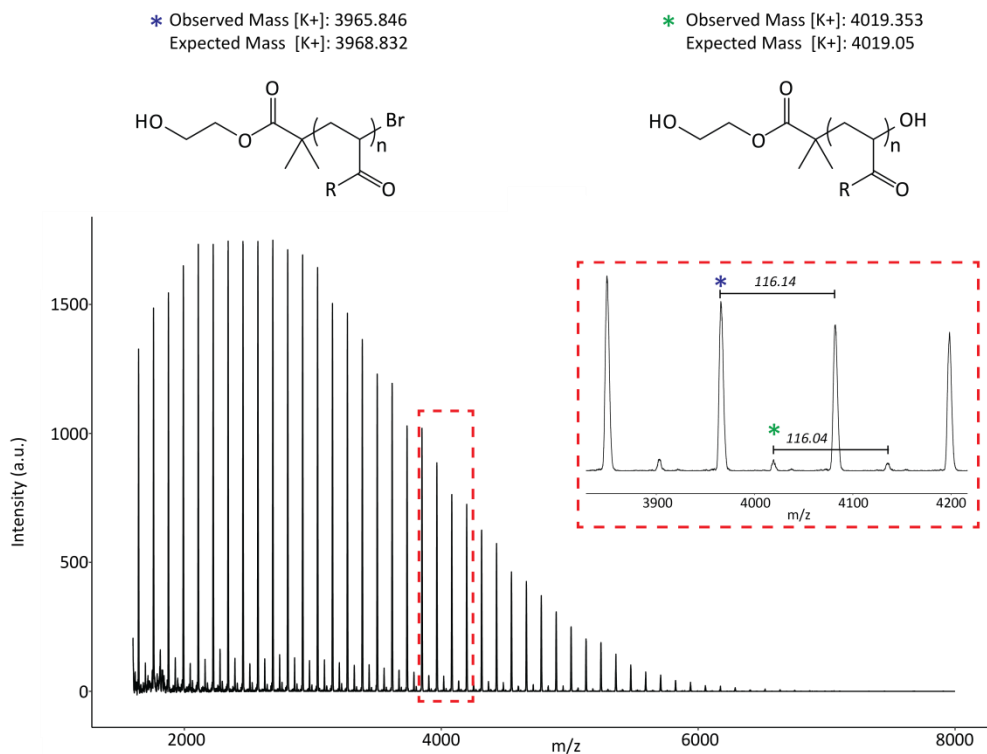 * Observed Mass [K+]: 3965.846
Expected Mass [K+]: 3968.832
* Observed Mass [K+]: 4019.353
Expected Mass [K+]: 4019.05
O
HO
O
Br
n
R
O
O
HO
O
OH
n
R
O
Intensity (a.u.)
1500
1000
500
0
2000
4000
6000
8000
m/z
*
116.14
*
116.04
3900
4000
4100
4200
m/z